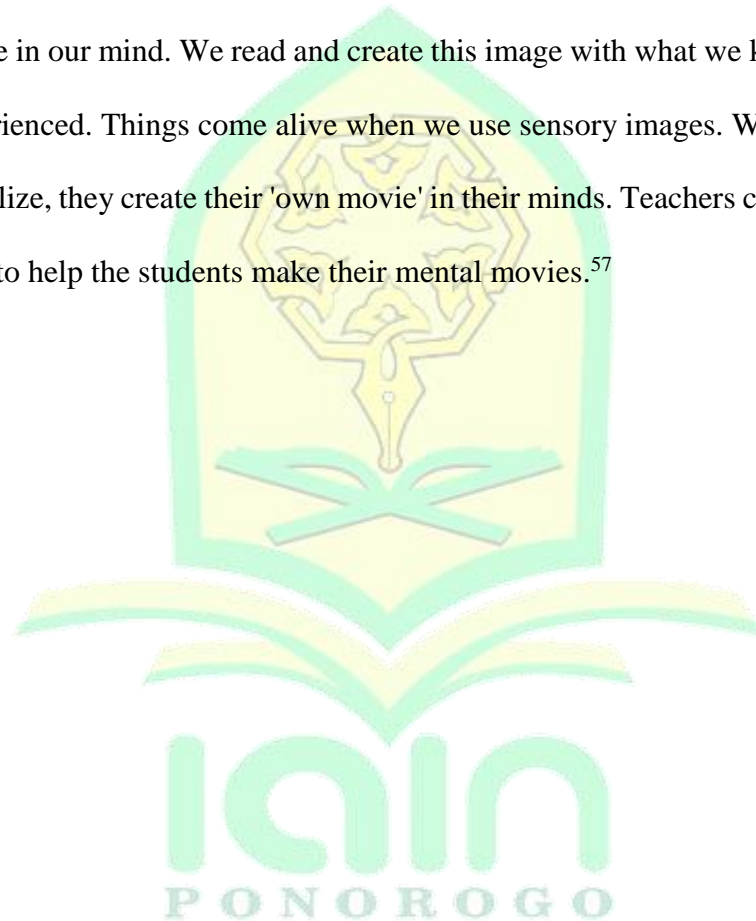 e in our mind. We read and create this image with what we k
rienced. Things come alive when we use sensory images. W
lize, they create their 'own movie' in their minds. Teachers c
to help the students make their mental movies.57
iain
PONOROGO